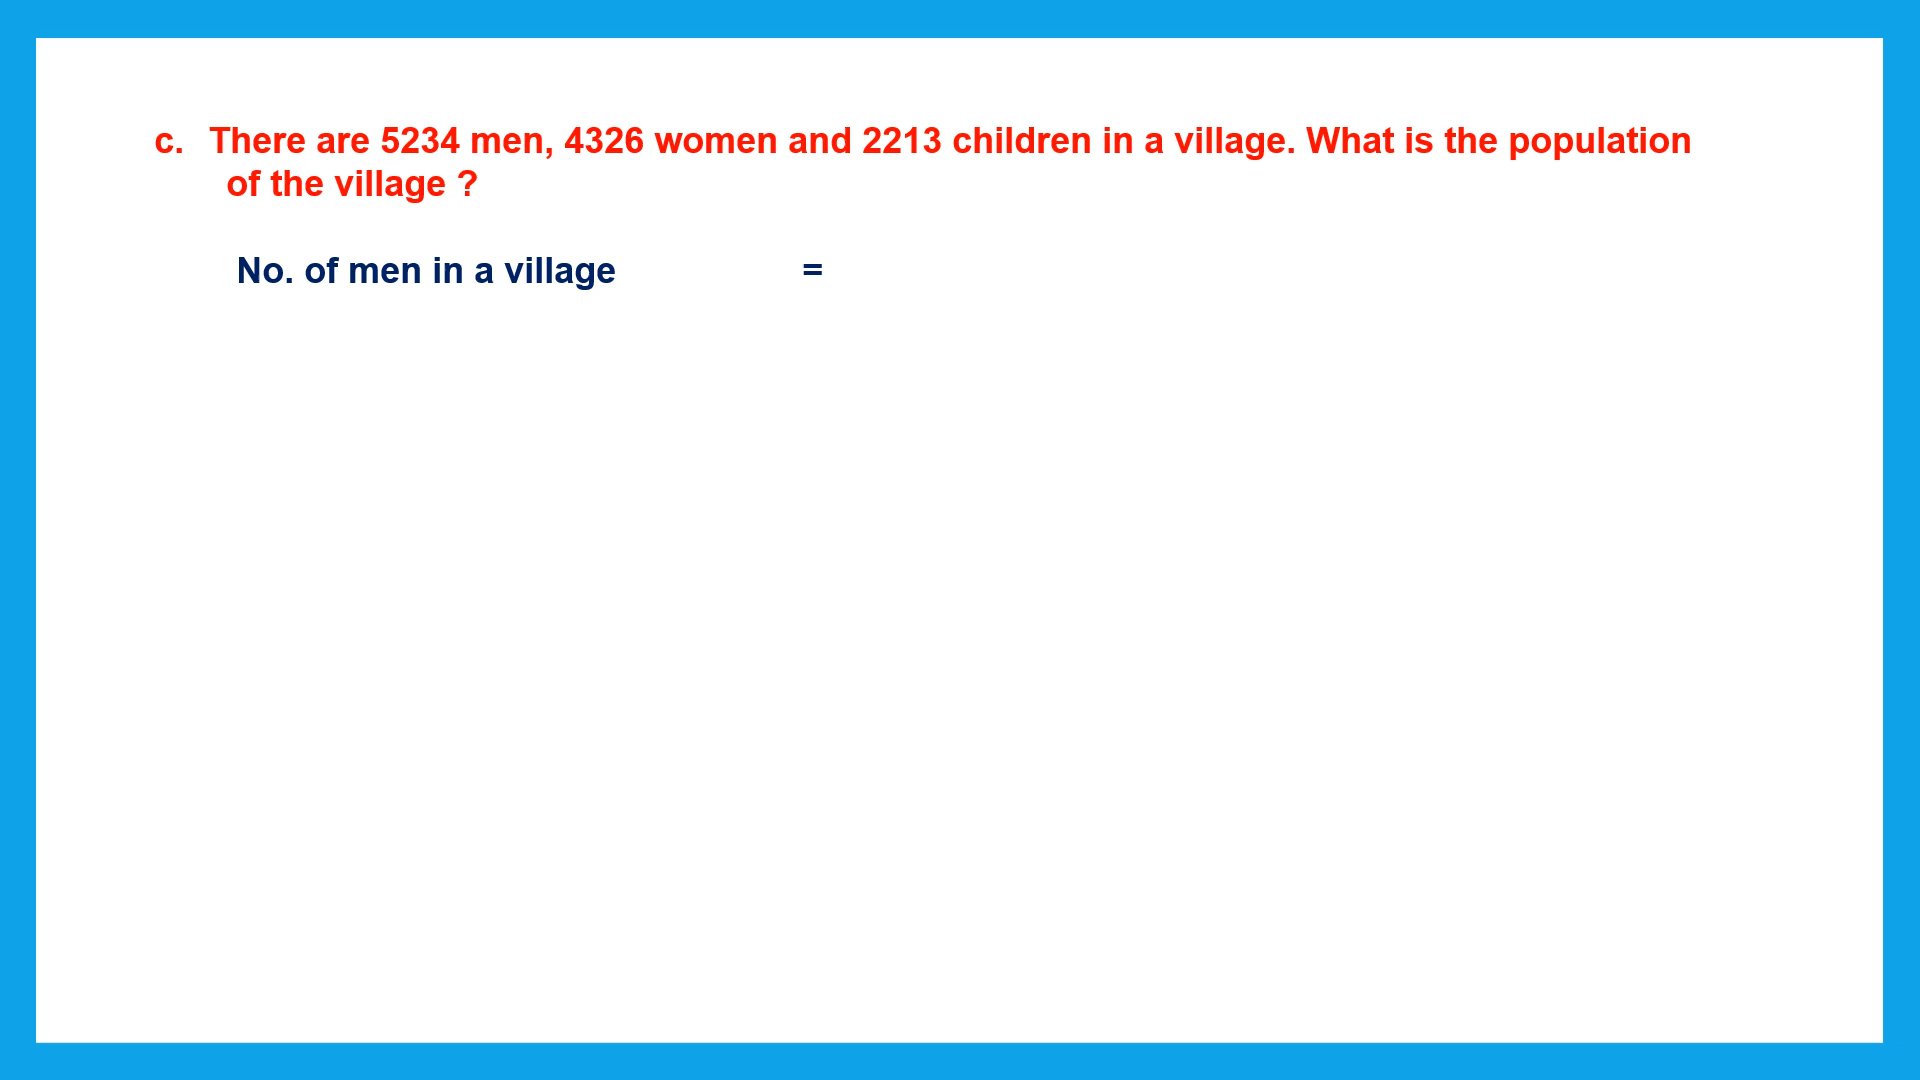 c. There are 5234 men, 4326 women and 2213 children in a village. What is the population
of the village ?
No. of men in a village =